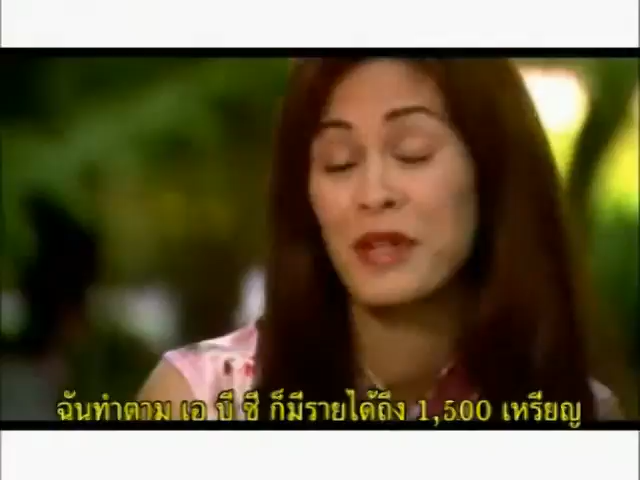 ฉันทำตาม เอ บี ซี ก็มีรายได้ถึง 1,500 เหรียญ